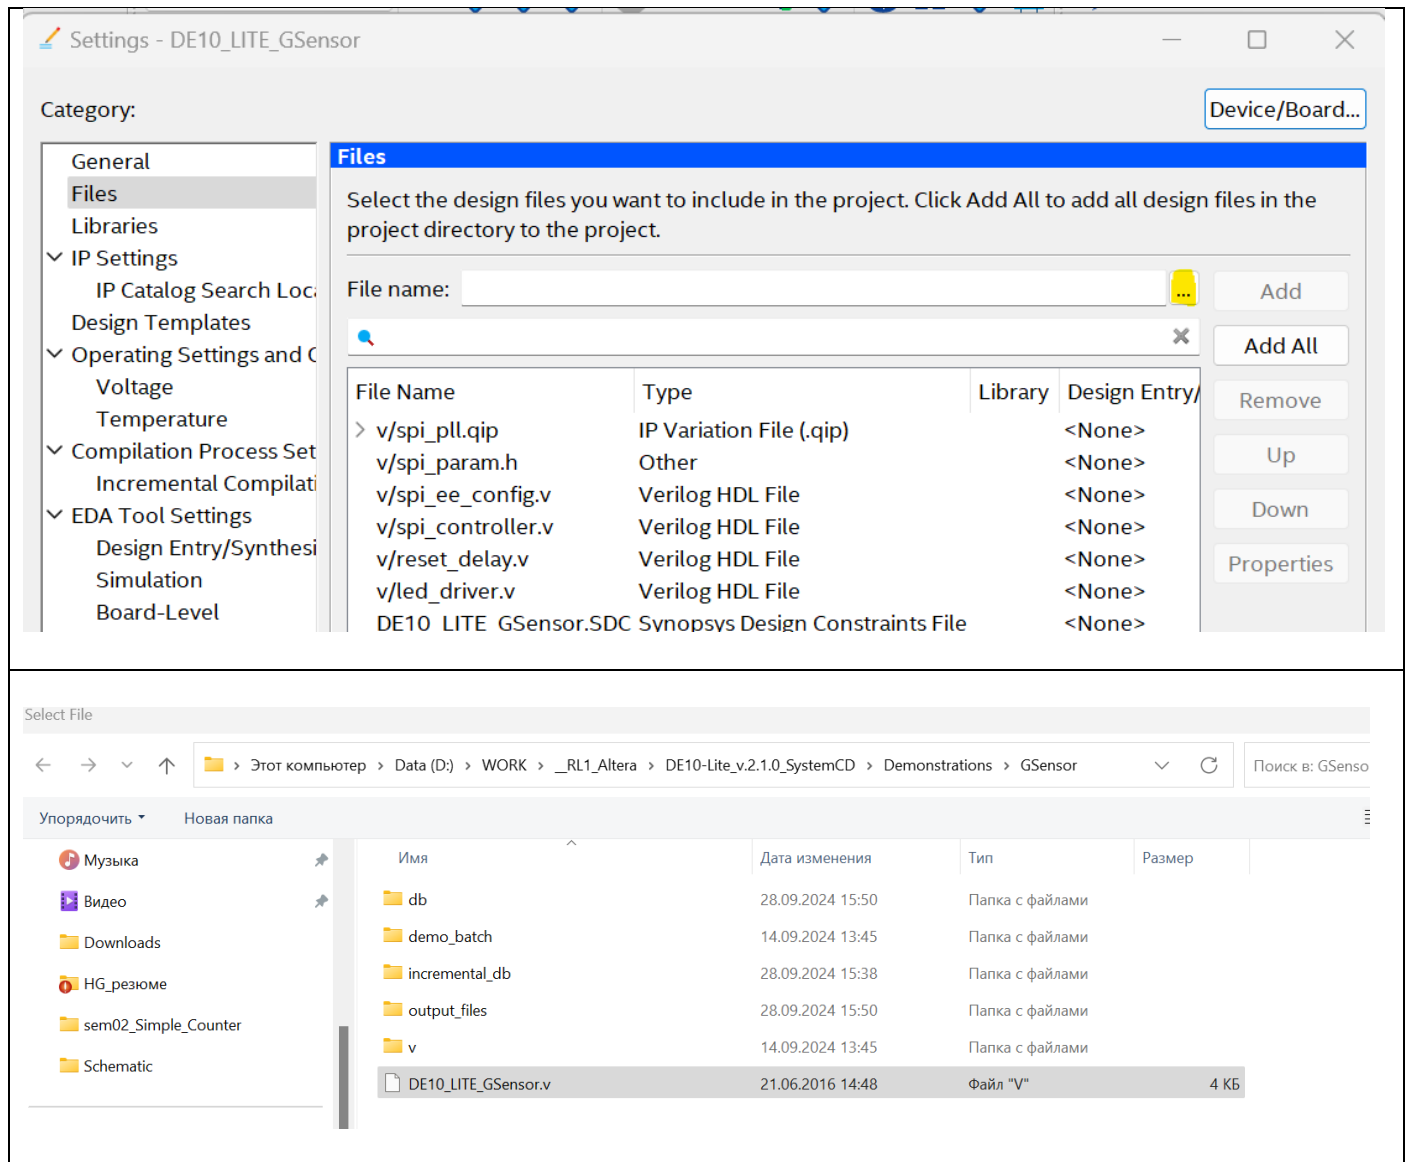 Settings - DE10_LITE_GSensor
Category:
Device/Board...
General
Files
Libraries
IP Settings
IP Catalog Search Loc
Design Templates
Operating Settings and
Voltage
Temperature
Compilation Process Set
Incremental Compilati
EDA Tool Settings
Design Entry/Synthesi
Simulation
Board-Level
Files
Select the design files you want to include in the project. Click Add All to add all design files in the
project directory to the project.
File name:
...
Add
Add All
Remove
Up
Down
Properties
File Name Type Library Design Entry/
v/spi_pll.qip IP Variation File (.qip) <None>
v/spi_param.h Other <None>
v/spi_ee_config.v Verilog HDL File <None>
v/spi_controller.v Verilog HDL File <None>
v/reset_delay.v Verilog HDL File <None>
v/led_driver.v Verilog HDL File <None>
DE10_LITE_GSensor.SDC Synopsys Design Constraints File <None>
Select File
Этот компьютер > Data (D:) > WORK > __RL1_Altera > DE10-Lite_v.2.1.0_SystemCD > Demonstrations > GSensor
Поиск в: GSenso
Упорядочить Новая папка
Музыка
Видео
Downloads
HG_резюме
sem02_Simple_Counter
Schematic
Имя Дата изменения Тип Размер
db 28.09.2024 15:50 Папка с файлами
demo_batch 14.09.2024 13:45 Папка с файлами
incremental_db 28.09.2024 15:38 Папка с файлами
output_files 28.09.2024 15:50 Папка с файлами
v 14.09.2024 13:45 Папка с файлами
DE10_LITE_GSensor.v 21.06.2016 14:48 Файл "V" 4 КБ